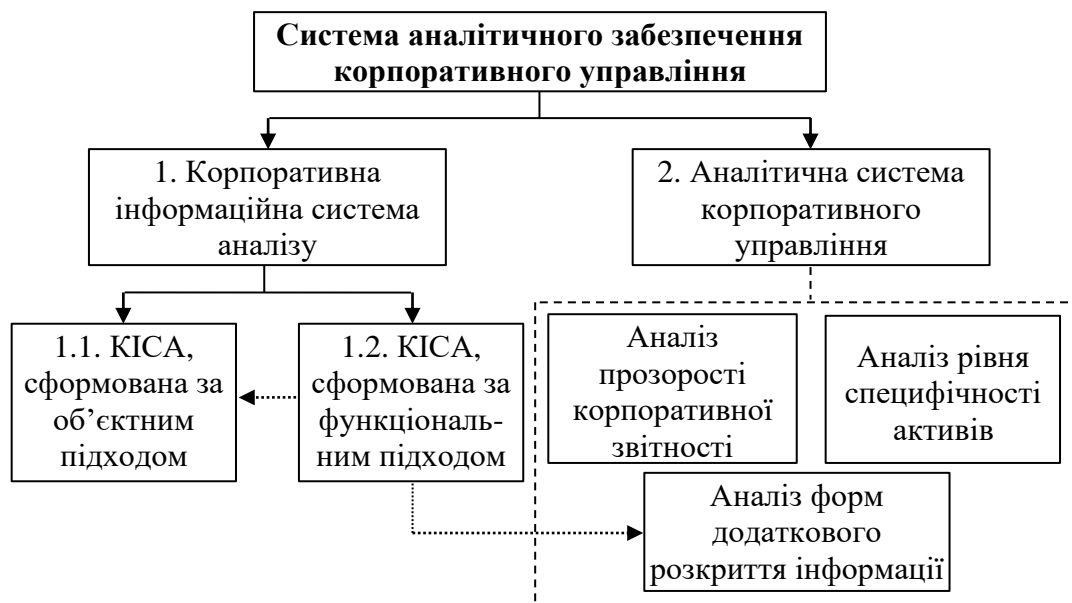 Система аналітичного забезпечення
корпоративного управління
1. Корпоративна
інформаційна система
аналізу
2. Аналітична система
корпоративного
управління
1.1. КІСА,
сформована за
об’єктним
підходом
1.2. КІСА,
сформована за
функціональ-
ним підходом
Аналіз
прозорості
корпоративної
звітності
Аналіз рівня
специфічності
активів
Аналіз форм
додаткового
розкриття інформації